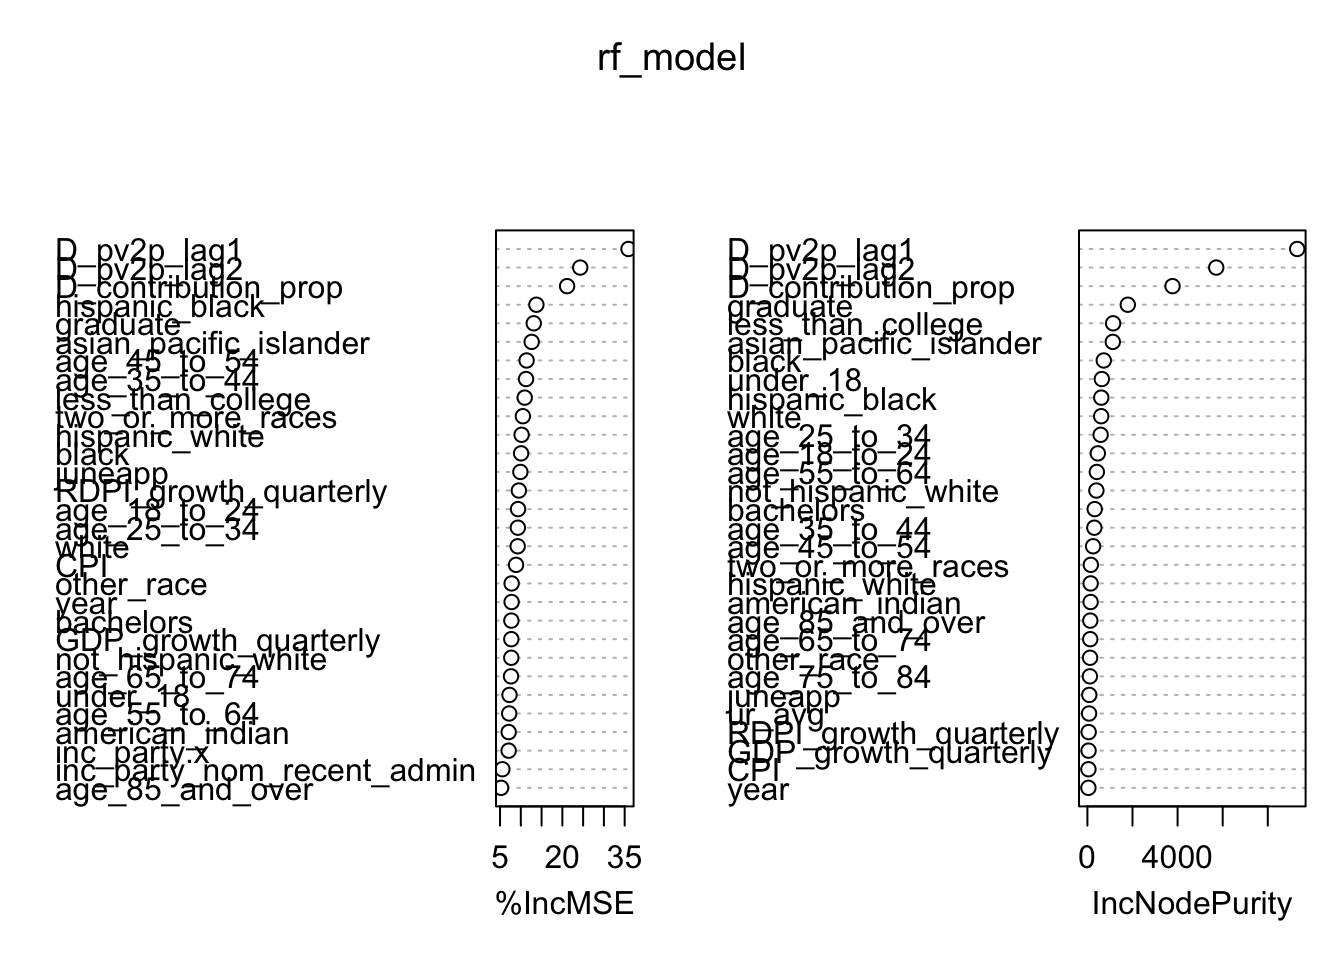 rf_model
D_pv2p_lag1
D_pv2p_lag2
D_contribution_prop
hispanic_black
graduate
asian_pacific_islander
age_45_to_54
age_35_to_44
less_than_college
two_or_more_races
hispanic_white
black
juneapp
RDPI_growth_quarterly
age_18_to_24
age_25_to_34
white
CPI
other_race
year
bachelors
GDP_growth_quarterly
not_hispanic_white
age_65_to_74
under_18
age_55_to_64
american_indian
inc_party.x
inc_party_nom_recent_admin
age_85_and_over
5 20 35
%IncMSE
D_pv2p_lag1
D_pv2p_lag2
D_contribution_prop
graduate
less_than_college
asian_pacific_islander
black
under_18
hispanic_black
white
age_25_to_34
age_18_to_24
age_55_to_64
not_hispanic_white
bachelors
age_35_to_44
age_45_to_54
two_or_more_races
hispanic_white
american_indian
age_85_and_over
age_65_to_74
other_race
age_75_to_84
juneapp
ur_avg
RDPI_growth_quarterly
GDP_growth_quarterly
CPI
year
0 4000
IncNodePurity